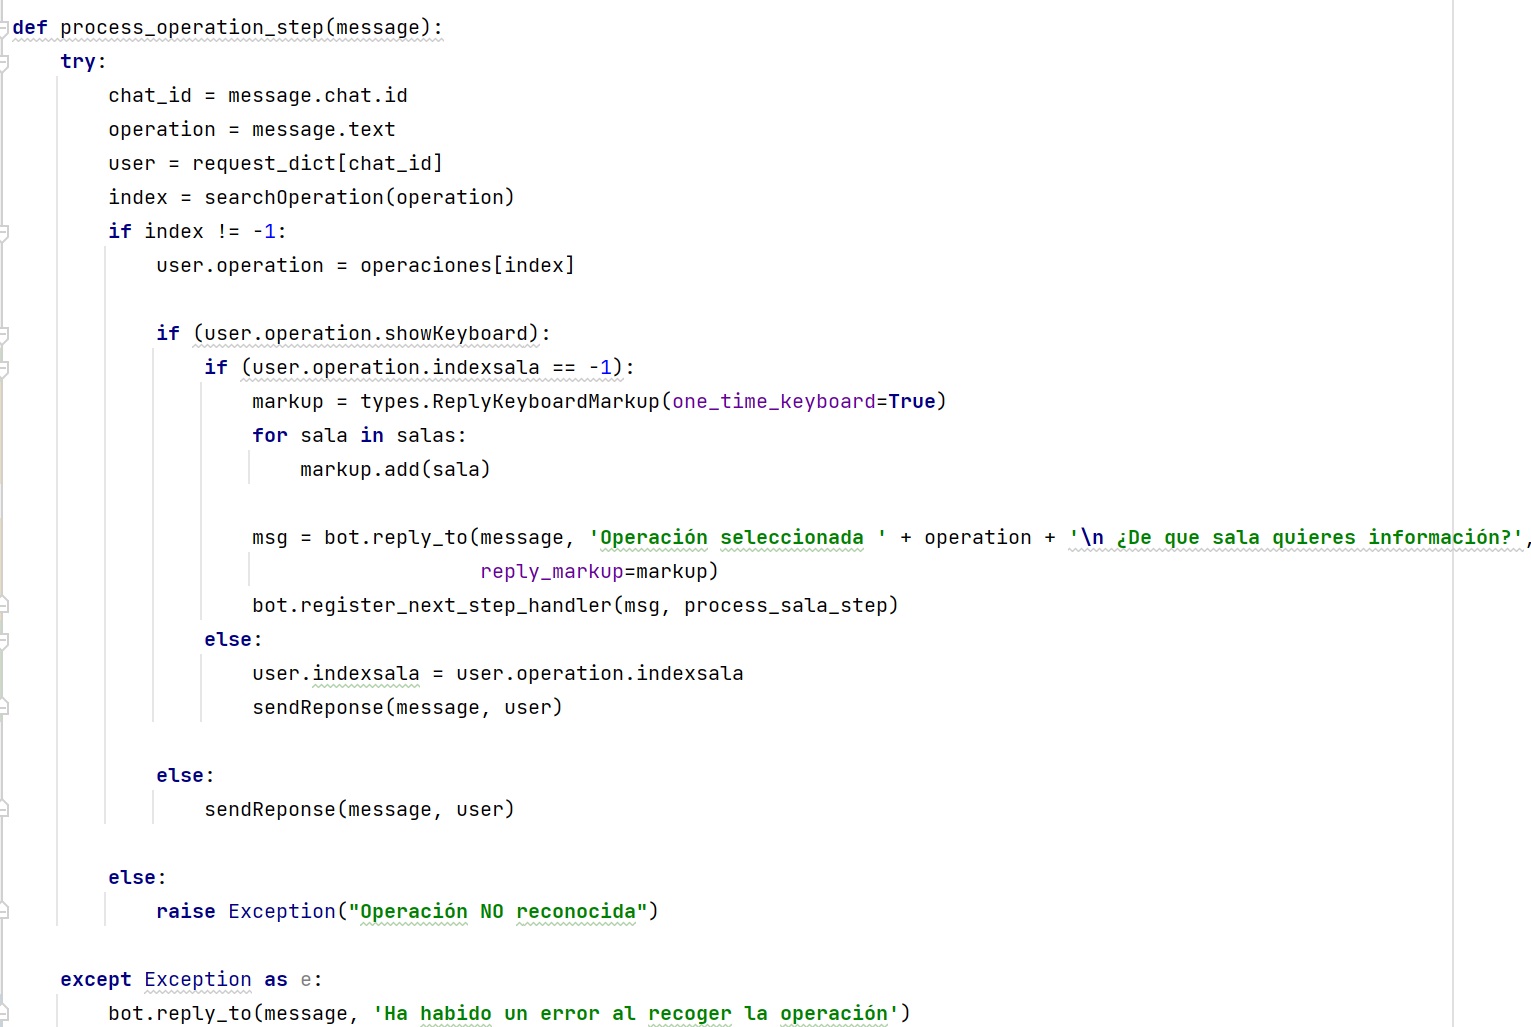 def process_operation_step(message):
    try:
        chat_id = message.chat.id
        operation = message.text
        user = request_dict[chat_id]
        index = searchOperation(operation)
        if index != -1:
            user.operation = operaciones[index]

            if (user.operation.showKeyboard):
                if (user.operation.indexsala == -1):
                    markup = types.ReplyKeyboardMarkup(one_time_keyboard=True)
                    for sala in salas:
                        markup.add(sala)

                    msg = bot.reply_to(message, 'Operación seleccionada ' + operation + '\n ¿De que sala quieres información?',
                                       reply_markup=markup)
                    bot.register_next_step_handler(msg, process_sala_step)
                else:
                    user.indexsala = user.operation.indexsala
                    sendReponse(message, user)

            else:
                sendReponse(message, user)

        else:
            raise Exception("Operación NO reconocida")

    except Exception as e:
        bot.reply_to(message, 'Ha habido un error al recoger la operación')